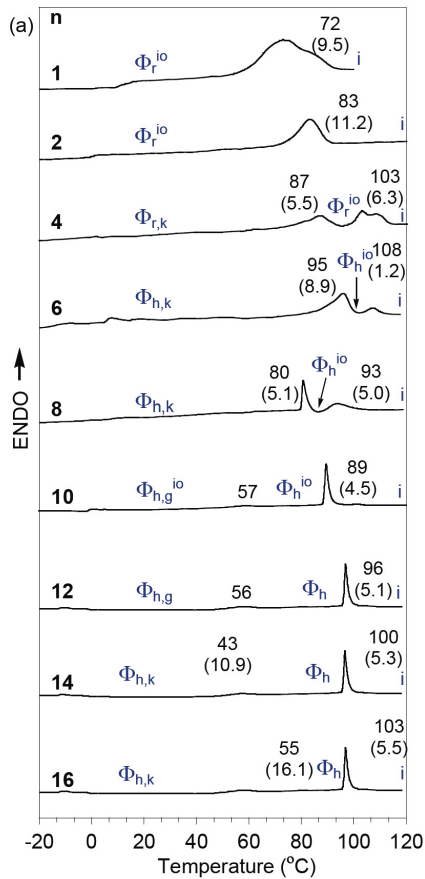 (a)
n
72
(9.5)
Φr^io
i
1
83
(11.2)
Φr^io
i
2
87
(5.5)
Φr^io
103
(6.3)
Φr,k
i
4
95
(8.9)
Φh^io
108
(1.2)
Φh,k
i
6
80
(5.1)
Φh^io
93
(5.0)
Φh,k
i
8
89
(4.5)
Φh,g^io
57
Φh^io
i
10
96
(5.1)
Φh,g
56
Φh
i
12
43
(10.9)
100
(5.3)
Φh,k
Φh
i
14
103
(5.5)
55
(16.1)
Φh,k
Φh
i
16
ENDO
-20 0 20 40 60 80 100 120
Temperature (°C)